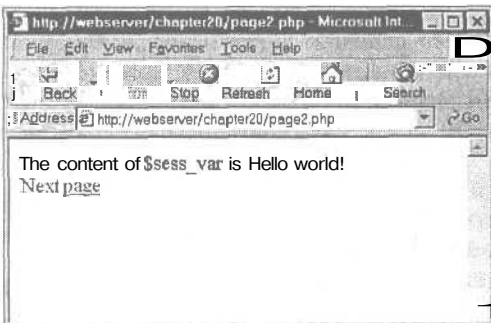 http://webserver/chapter20/page2 php - Microsoft Int...
File Edit View Favorites Tools Help
Back Stop Refresh Home Search
Address http://webserver/chapter20/page2.php Go
The content of $sess_var is Hello world!
Next page